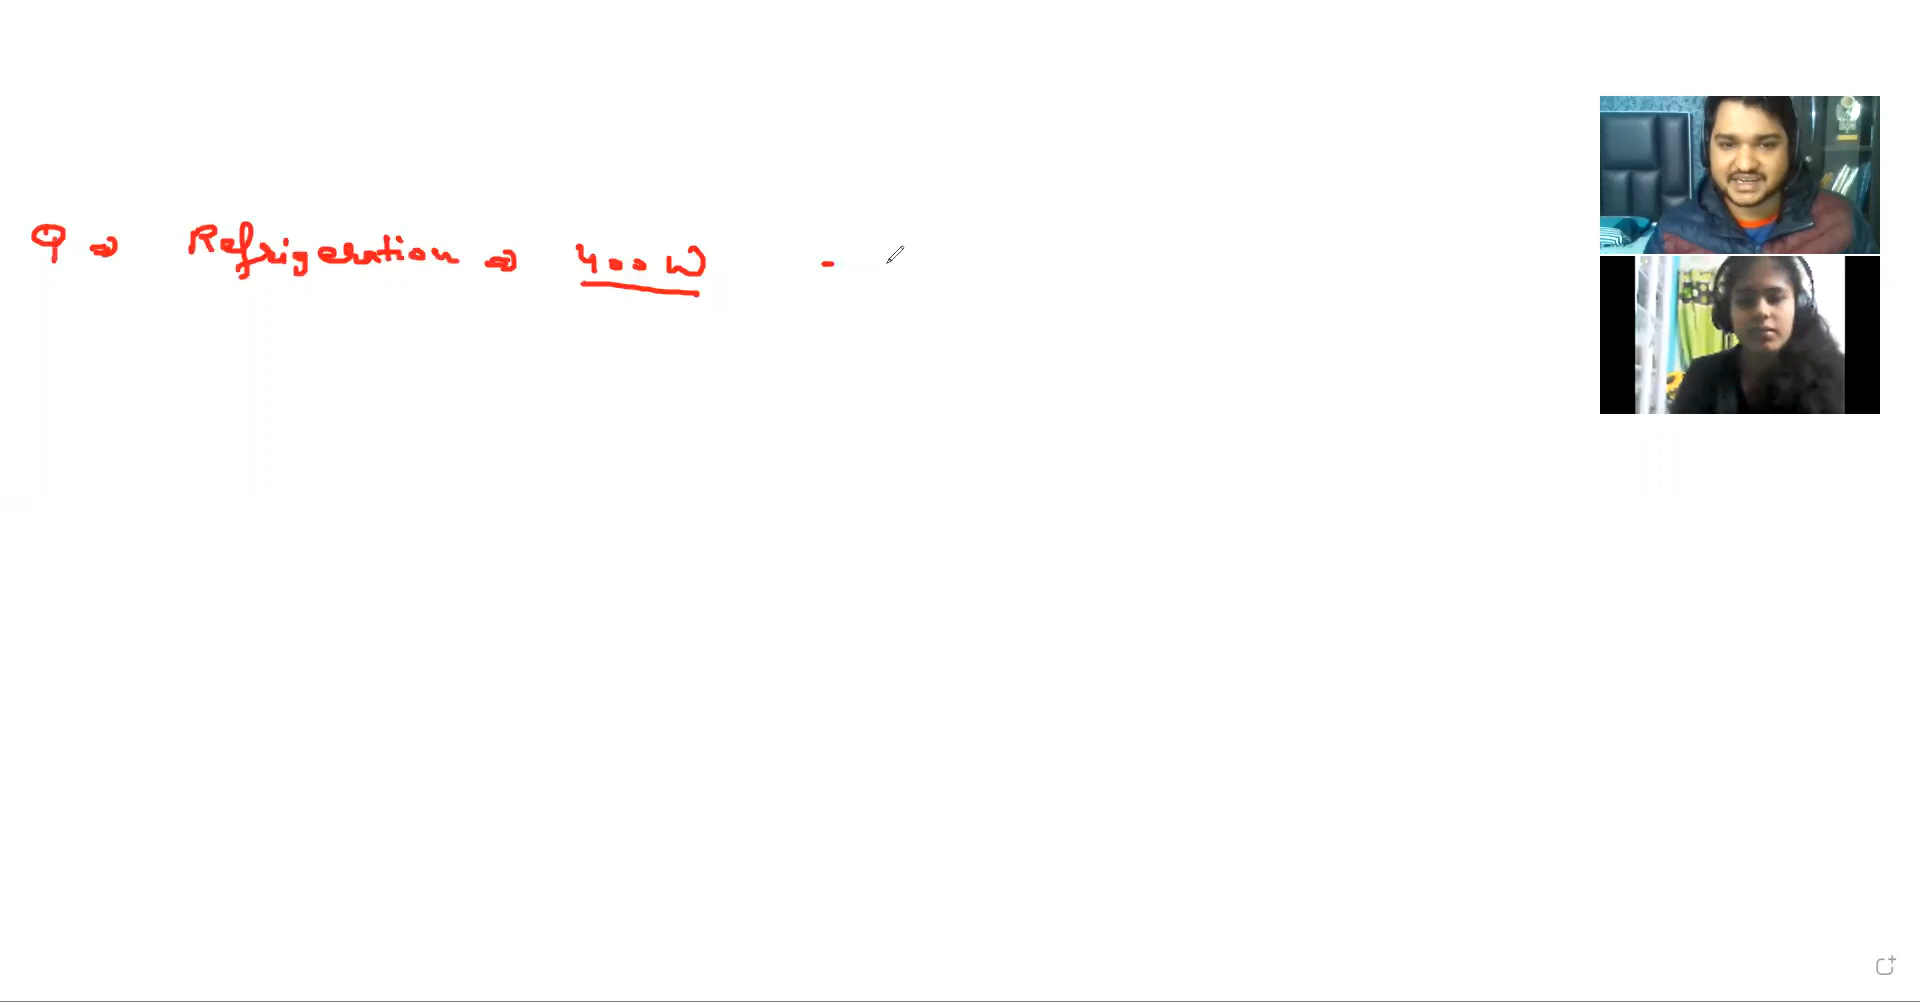 Q ⇒ Refrigeration ⇒ 400 W -